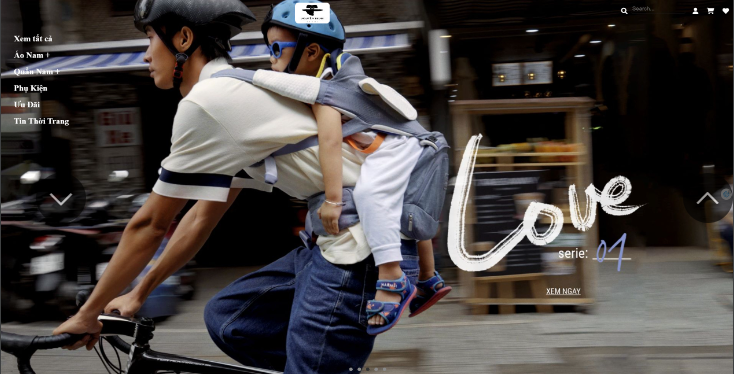 Search...
Xem tất cả
Áo Nam +
Quần Nam +
Phụ Kiện
Ưu Đãi
Tin Thời Trang
Love
serie: 01
XEM NGAY